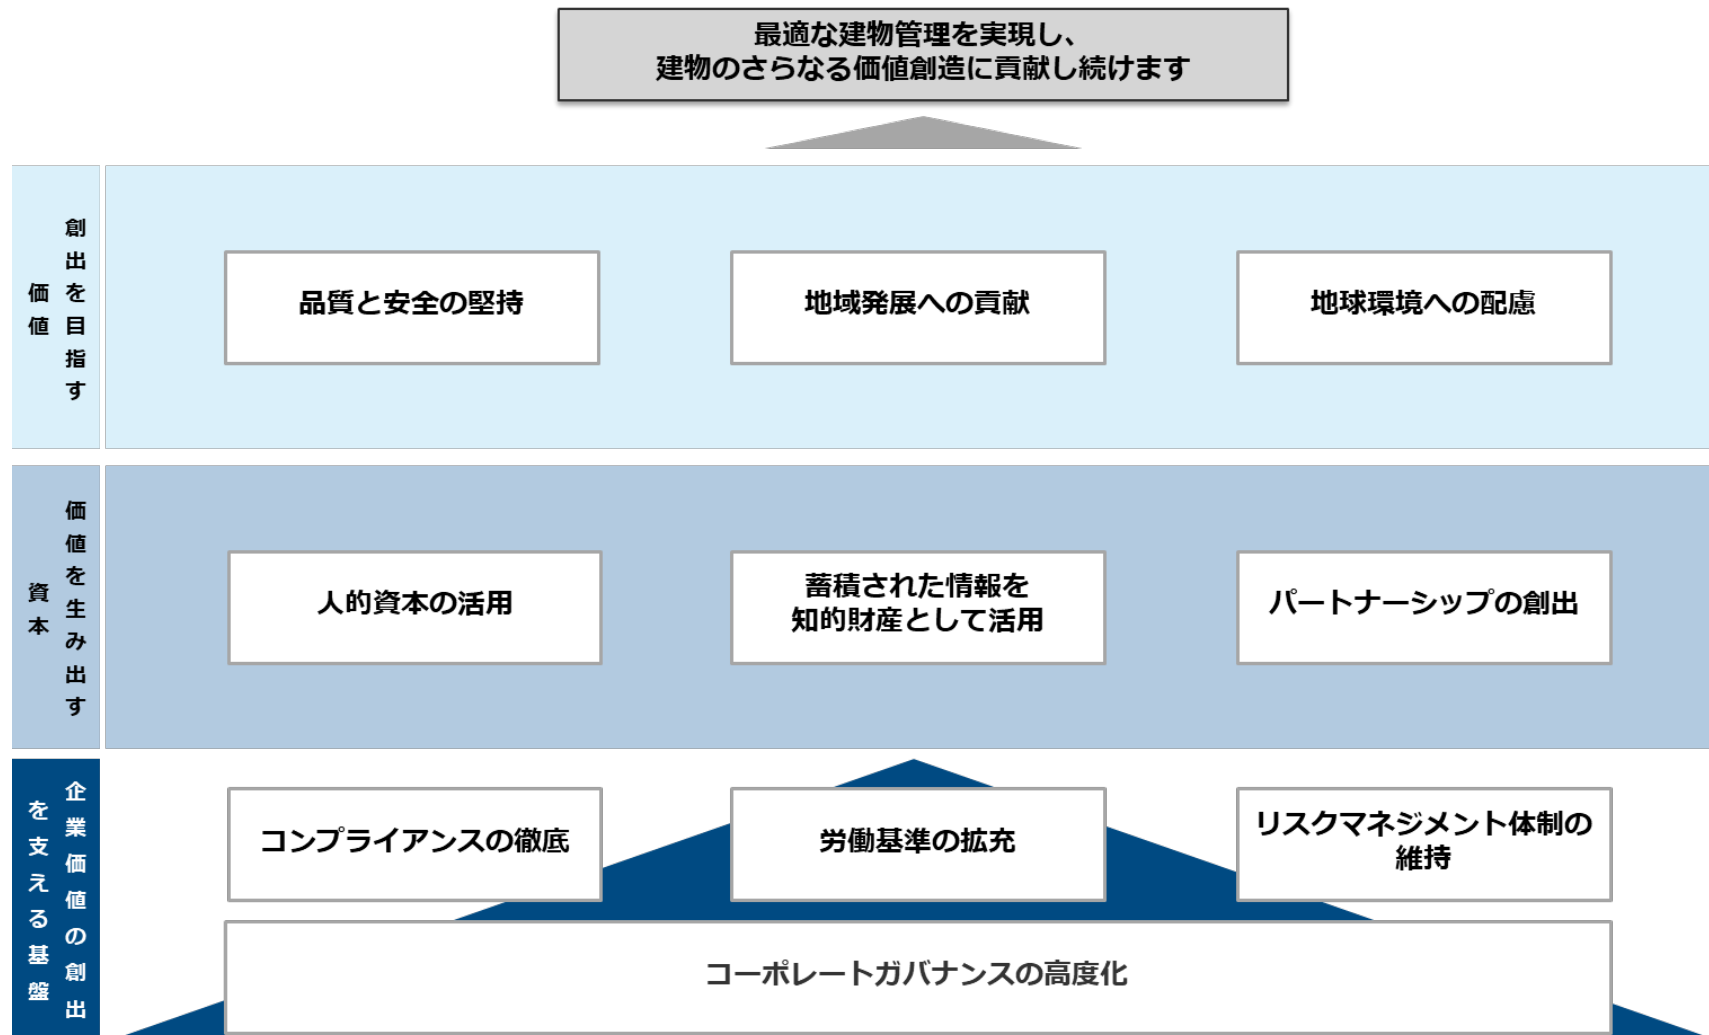 最適な建物管理を実現し、
建物のさらなる価値創造に貢献し続けます
創出を目指す
価値
品質と安全の堅持
地域発展への貢献
地球環境への配慮
価値を生み出す
資本
人的資本の活用
蓄積された情報を
知的財産として活用
パートナーシップの創出
企業価値の創出
を支える基盤
コンプライアンスの徹底
労働基準の拡充
リスクマネジメント体制の
維持
コーポレートガバナンスの高度化